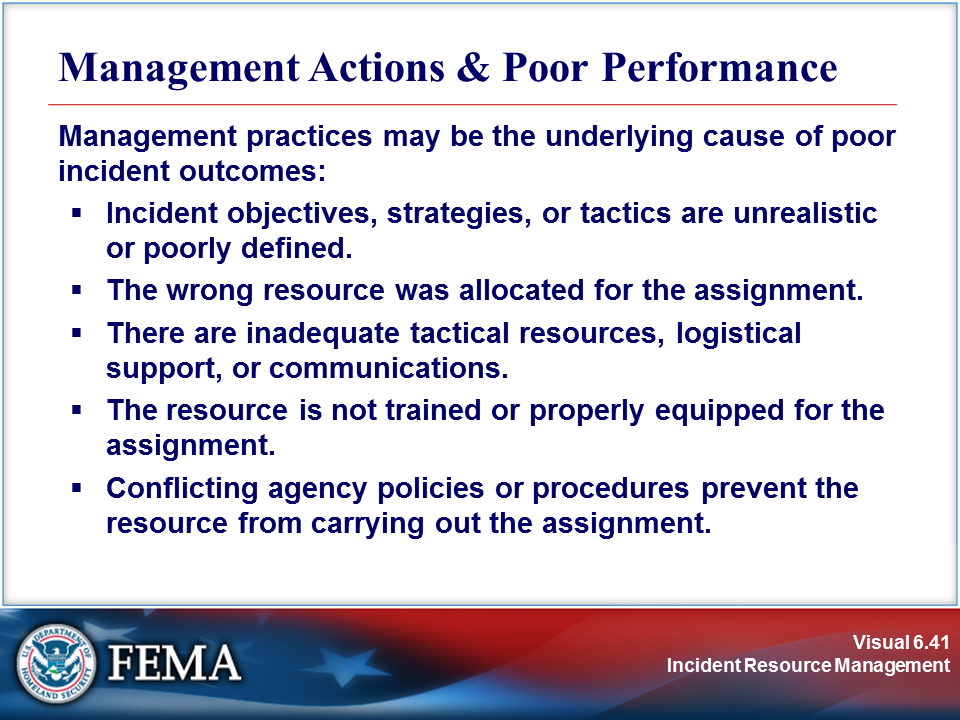 Management Actions & Poor Performance
Management practices may be the underlying cause of poor
incident outcomes:
▪ Incident objectives, strategies, or tactics are unrealistic
or poorly defined.
▪ The wrong resource was allocated for the assignment.
▪ There are inadequate tactical resources, logistical
support, or communications.
▪ The resource is not trained or properly equipped for the
assignment.
▪ Conflicting agency policies or procedures prevent the
resource from carrying out the assignment.
U.S. DEPARTMENT OF HOMELAND SECURITY
FEMA
Visual 6.41
Incident Resource Management